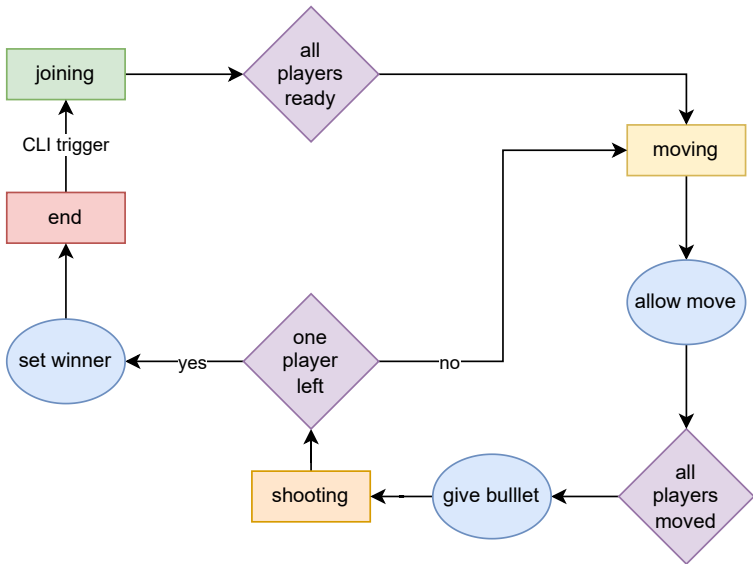 joining
all
players
ready
CLI trigger
moving
end
allow move
set winner
yes
one
player
left
no
shooting
give bulllet
all
players
moved